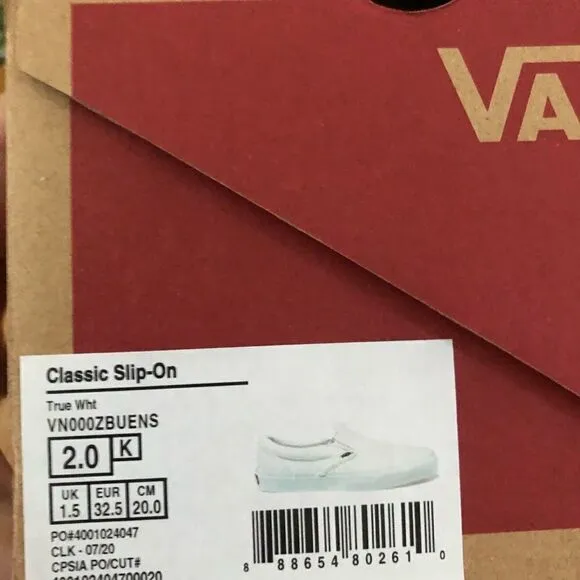 VA
Classic Slip-On
True Wht
VN000ZBUENS
2.0 K
UK EUR CM
1.5 32.5 20.0
PO#4001024047
CLK - 07/20
CPSIA PO/CUT#
400102404700020
8 88654 80261 0